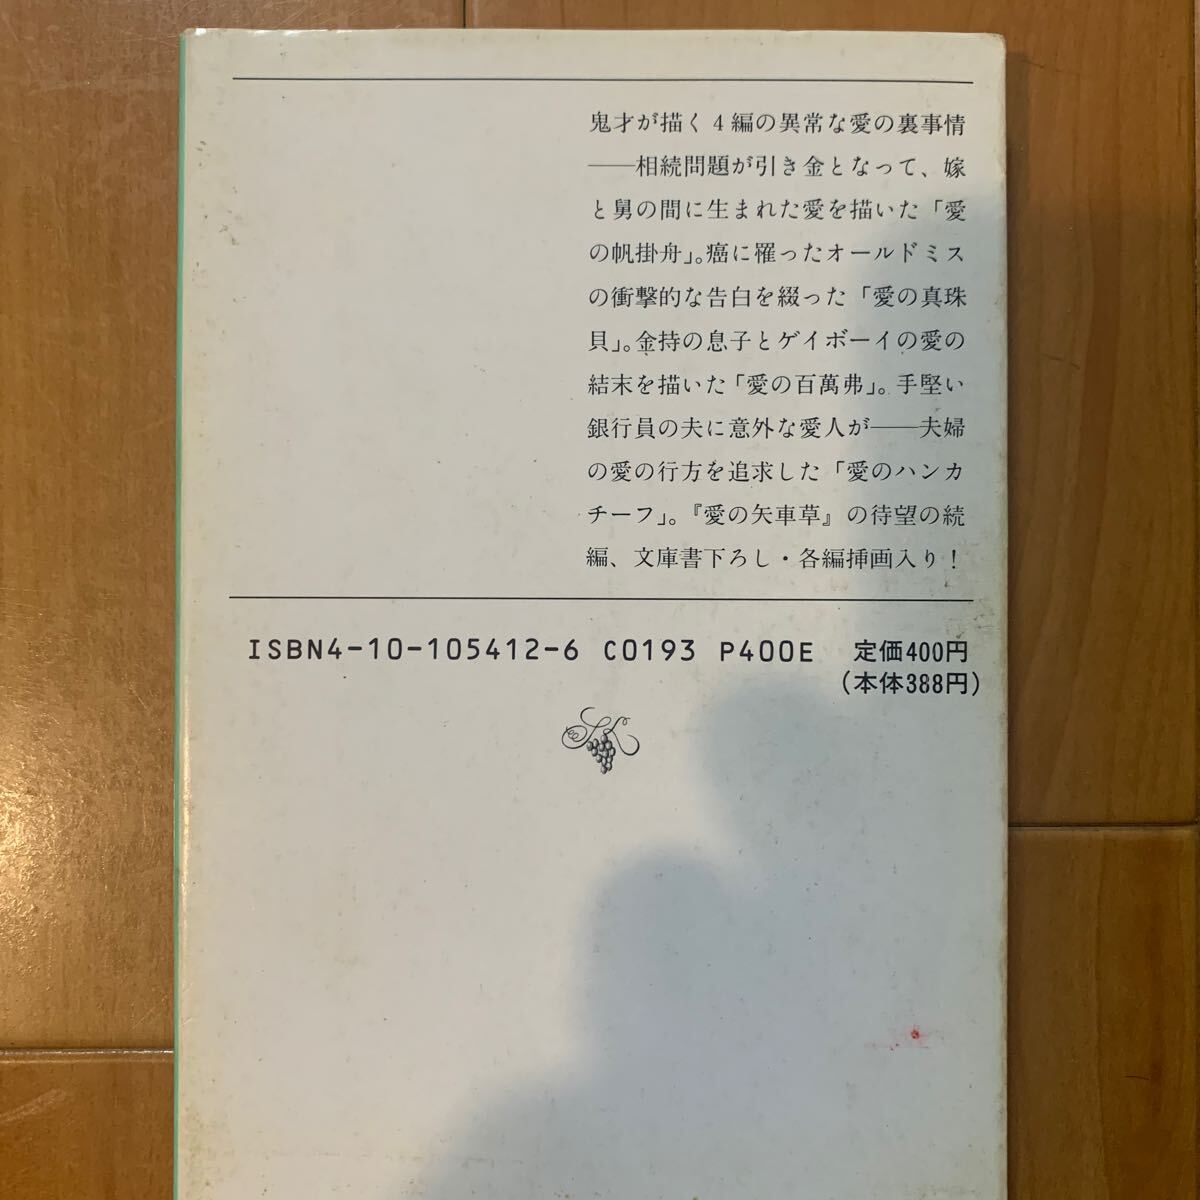 鬼才が描く4編の異常な愛の裏事情
――相続問題が引き金となって、嫁
と舅の間に生まれた愛を描いた「愛
の帆掛舟」。癌に罹ったオールドミス
の衝撃的な告白を綴った「愛の真珠
貝」。金持の息子とゲイボーイの愛の
結末を描いた「愛の百萬弗」。手堅い
銀行員の夫に意外な愛人が――夫婦
の愛の行方を追求した「愛のハンカ
チーフ」。『愛の矢車草』の待望の続
編、文庫書下ろし・各編挿画入り!
ISBN4-10-105412-6 C0193 P400E 定価400円
(本体388円)